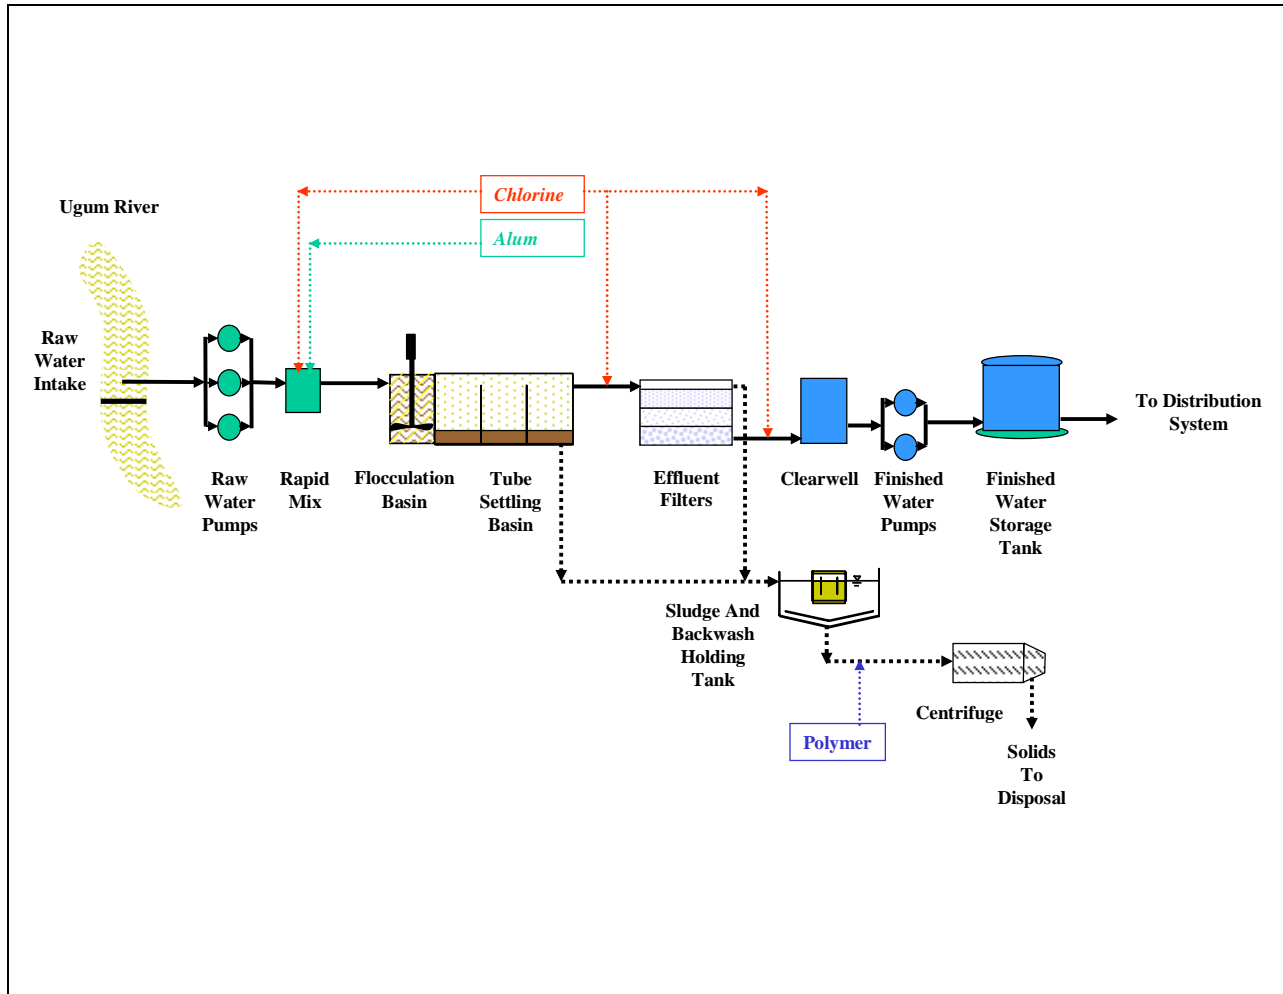 Chlorine
Ugum River
Alum
Raw
Water
Intake
To Distribution
System
Raw
Water
Pumps
Rapid
Mix
Flocculation
Basin
Tube
Settling
Basin
Effluent
Filters
Clearwell
Finished
Water
Pumps
Finished
Water
Storage
Tank
Sludge And
Backwash
Holding
Tank
Centrifuge
Polymer
Solids
To
Disposal